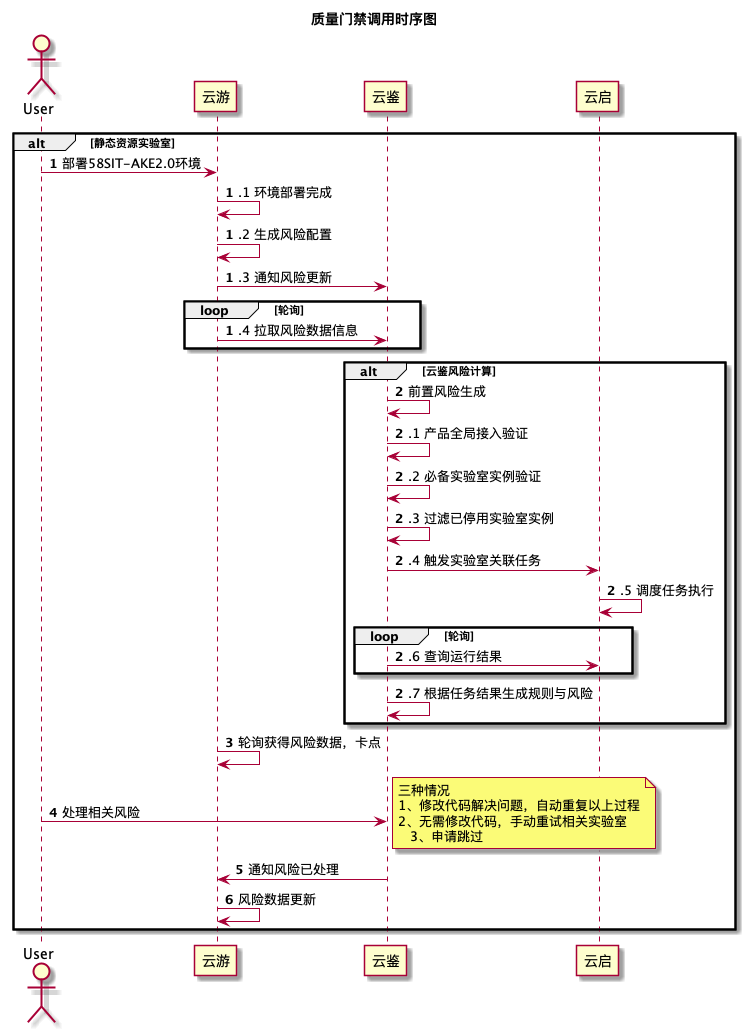 质量门禁调用时序图
User
云游
云鉴
云启
alt [静态资源实验室]
1 部署58SIT-AKE2.0环境
1 .1 环境部署完成
1 .2 生成风险配置
1 .3 通知风险更新
loop [轮询]
1 .4 拉取风险数据信息
alt [云鉴风险计算]
2 前置风险生成
2 .1 产品全局接入验证
2 .2 必备实验室实例验证
2 .3 过滤已停用实验室实例
2 .4 触发实验室关联任务
2 .5 调度任务执行
loop [轮询]
2 .6 查询运行结果
2 .7 根据任务结果生成规则与风险
3 轮询获得风险数据，卡点
4 处理相关风险
三种情况
1、修改代码解决问题，自动重复以上过程
2、无需修改代码，手动重试相关实验室
3、申请跳过
5 通知风险已处理
6 风险数据更新
User
云游
云鉴
云启